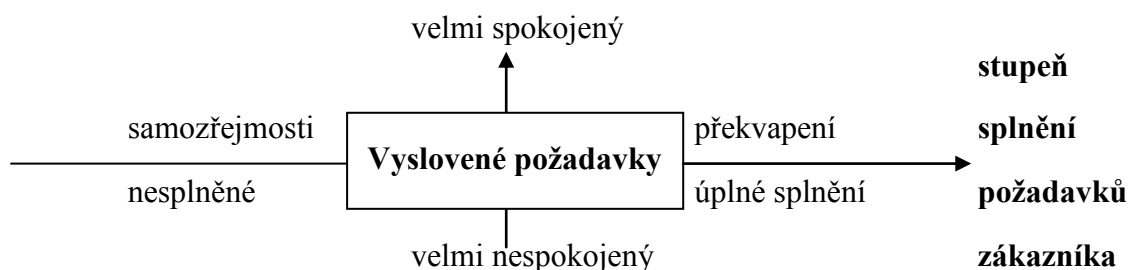 velmi spokojený
stupeň
samozřejmosti
překvapení
splnění
Vyslovené požadavky
nesplněné
úplné splnění
požadavků
velmi nespokojený
zákazníka